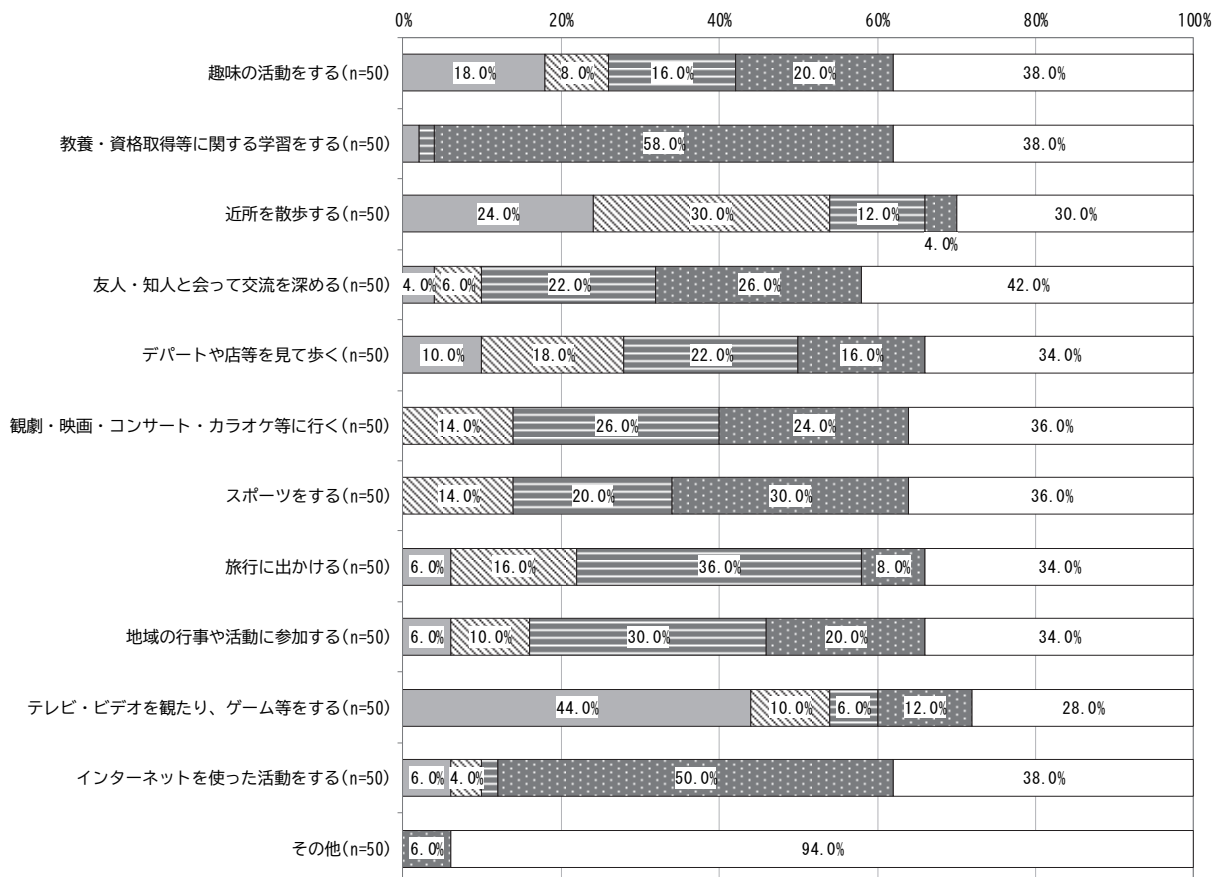 0% 20% 40% 60% 80% 100%
趣味の活動をする(n=50) 18.0% 8.0% 16.0% 20.0% 38.0%
教養・資格取得等に関する学習をする(n=50) 58.0% 38.0%
近所を散歩する(n=50) 24.0% 30.0% 12.0% 30.0%
4.0%
友人・知人と会って交流を深める(n=50) 4.0% 6.0% 22.0% 26.0% 42.0%
デパートや店等を見て歩く(n=50) 10.0% 18.0% 22.0% 16.0% 34.0%
観劇・映画・コンサート・カラオケ等に行く(n=50) 14.0% 26.0% 24.0% 36.0%
スポーツをする(n=50) 14.0% 20.0% 30.0% 36.0%
旅行に出かける(n=50) 6.0% 16.0% 36.0% 8.0% 34.0%
地域の行事や活動に参加する(n=50) 6.0% 10.0% 30.0% 20.0% 34.0%
テレビ・ビデオを観たり、ゲーム等をする(n=50) 44.0% 10.0% 6.0% 12.0% 28.0%
インターネットを使った活動をする(n=50) 6.0% 4.0% 50.0% 38.0%
その他(n=50) 6.0% 94.0%